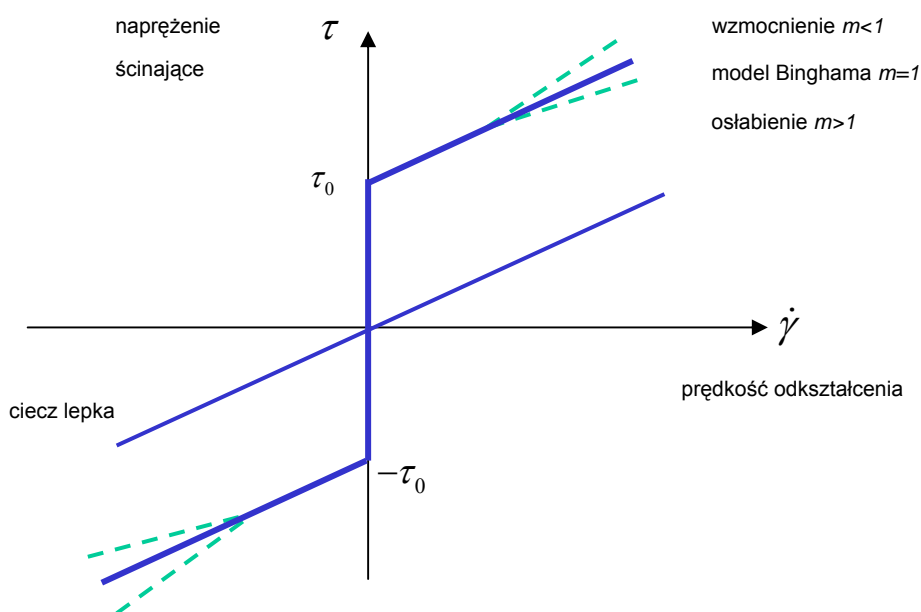 naprężenie
ścinające
τ
wzmocnienie m<1
model Binghama m=1
osłabienie m>1
τ₀
γ̇
prędkość odkształcenia
ciecz lepka
−τ₀